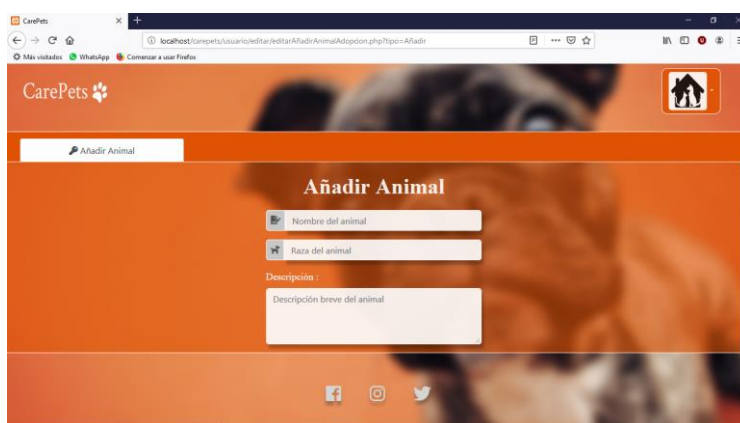 CarePets
localhost/carepets/usuario/editar/editarAñadirAnimalAdopcion.php?tipo=Añadir
Más visitados WhatsApp Comenzar a usar Firefox
CarePets
Añadir Animal
Añadir Animal
Nombre del animal
Raza del animal
Descripción :
Descripción breve del animal